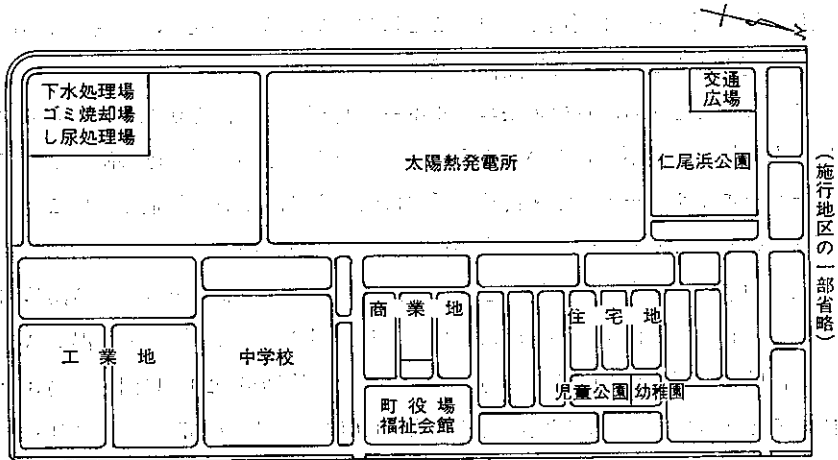 下水処理場
ゴミ焼却場
し尿処理場
太陽熱発電所
交通
広場
仁尾浜公園
(施行地区の一部省略)
商業地
住宅地
工業地
中学校
児童公園
幼稚園
町役場
福祉会館